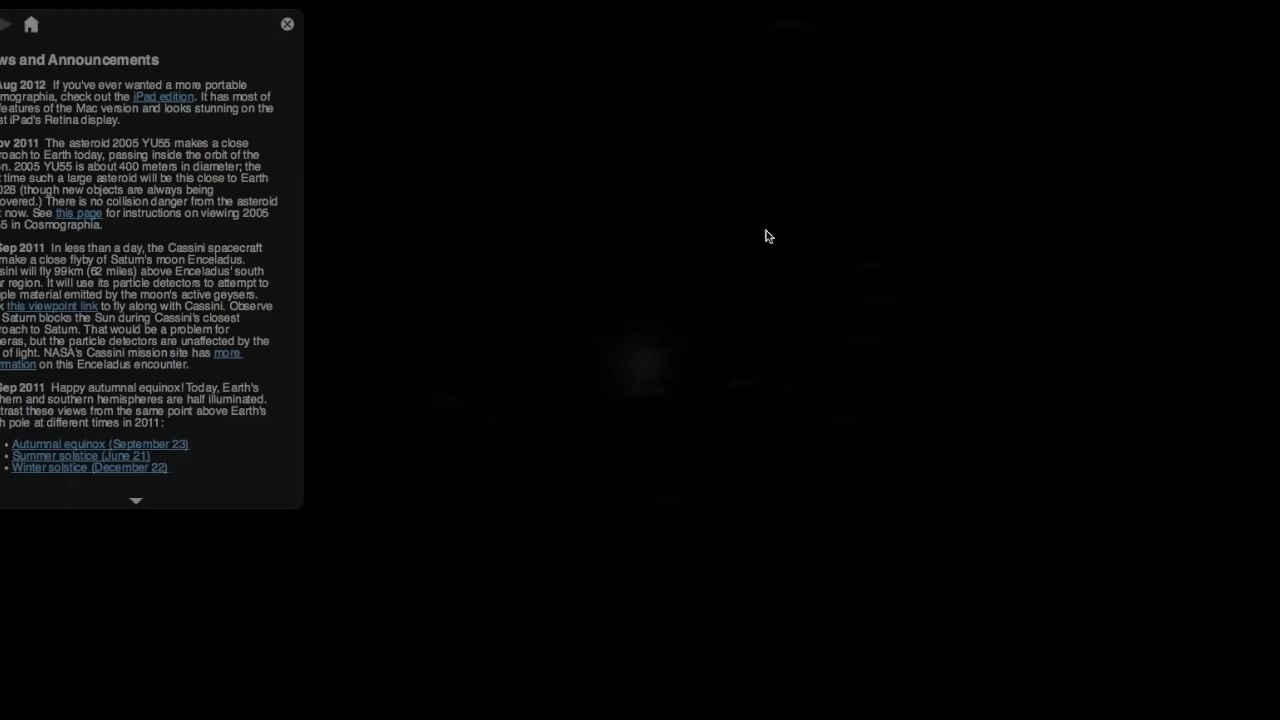 ws and Announcements
Aug 2012 If you've ever wanted a more portable
mographia, check out the iPad edition. It has most of
features of the Mac version and looks stunning on the
st iPad's Retina display.
ov 2011 The asteroid 2005 YU55 makes a close
roach to Earth today, passing inside the orbit of the
n. 2005 YU55 is about 400 meters in diameter; the
time such a large asteroid will be this close to Earth
028 (though new objects are always being
overed.) There is no collision danger from the asteroid
t now. See this page for instructions on viewing 2005
5 in Cosmographia.
Sep 2011 In less than a day, the Cassini spacecraft
make a close flyby of Saturn's moon Enceladus.
sini will fly 99km (62 miles) above Enceladus' south
r region. It will use its particle detectors to attempt to
ple material emitted by the moon's active geysers.
k this viewpoint link to fly along with Cassini. Observe
Saturn blocks the Sun during Cassini's closest
roach to Saturn. That would be a problem for
eras, but the particle detectors are unaffected by the
of light. NASA's Cassini mission site has more
rmation on this Enceladus encounter.
Sep 2011 Happy autumnal equinox! Today, Earth's
hern and southern hemispheres are half illuminated.
trast these views from the same point above Earth's
h pole at different times in 2011:
• Autumnal equinox (September 23)
• Summer solstice (June 21)
• Winter solstice (December 22)